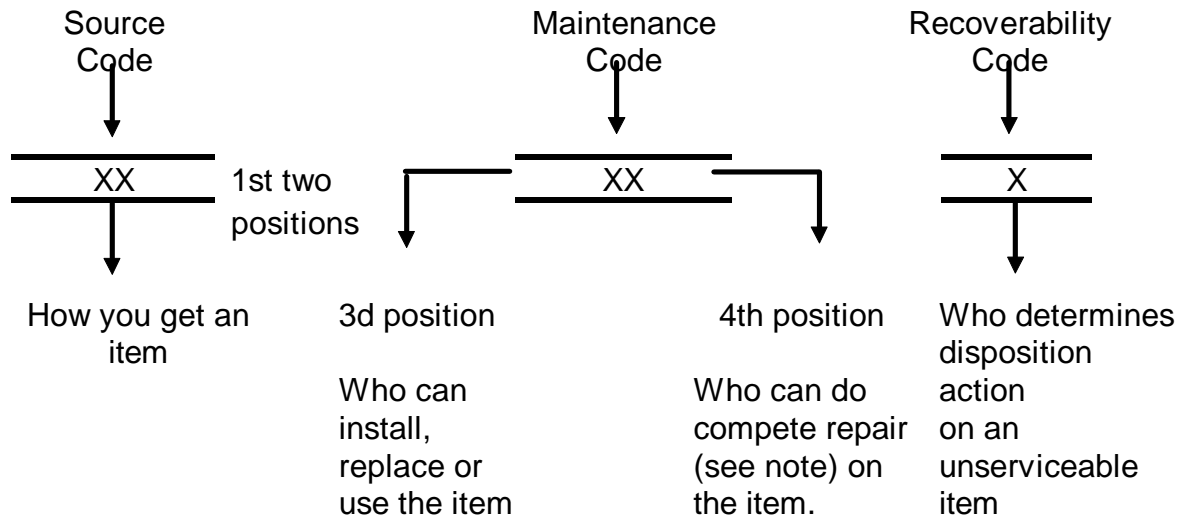 Source
Code
Maintenance
Code
Recoverability
Code
XX
1st two
positions
XX
X
How you get an
item
3d position
Who can
install,
replace or
use the item
4th position
Who can do
compete repair
(see note) on
the item.
Who determines
disposition
action
on an
unserviceable
item